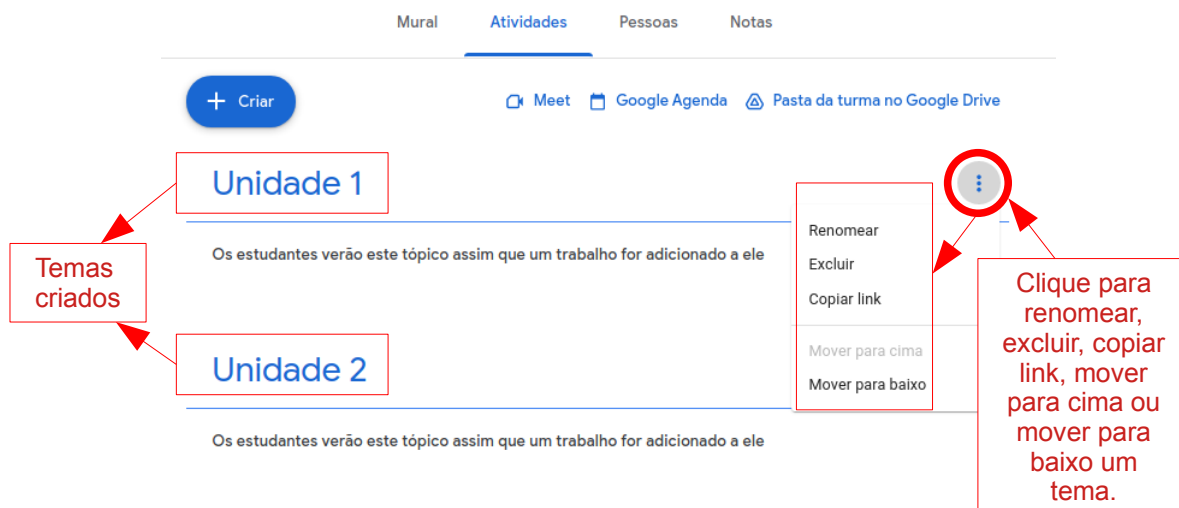 Mural Atividades Pessoas Notas
+ Criar
Meet Google Agenda Pasta da turma no Google Drive
Unidade 1
Os estudantes verão este tópico assim que um trabalho for adicionado a ele
Renomear
Excluir
Copiar link
Mover para cima
Mover para baixo
Temas
criados
Clique para
renomear,
excluir, copiar
link, mover
para cima ou
mover para
baixo um
tema.
Unidade 2
Os estudantes verão este tópico assim que um trabalho for adicionado a ele